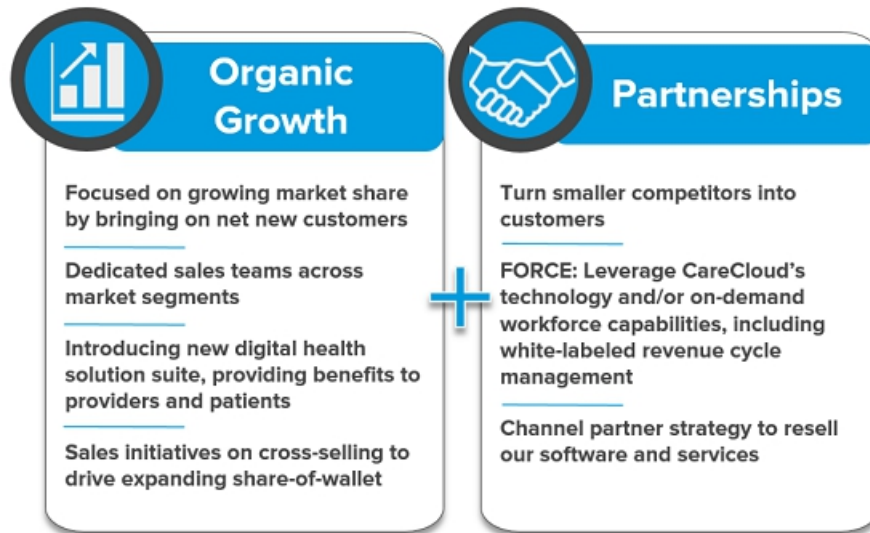 Organic
Growth
Focused on growing market share
by bringing on net new customers
Dedicated sales teams across
market segments
Introducing new digital health
solution suite, providing benefits to
providers and patients
Sales initiatives on cross-selling to
drive expanding share-of-wallet
+
Partnerships
Turn smaller competitors into
customers
FORCE: Leverage CareCloud's
technology and/or on-demand
workforce capabilities, including
white-labeled revenue cycle
management
Channel partner strategy to resell
our software and services